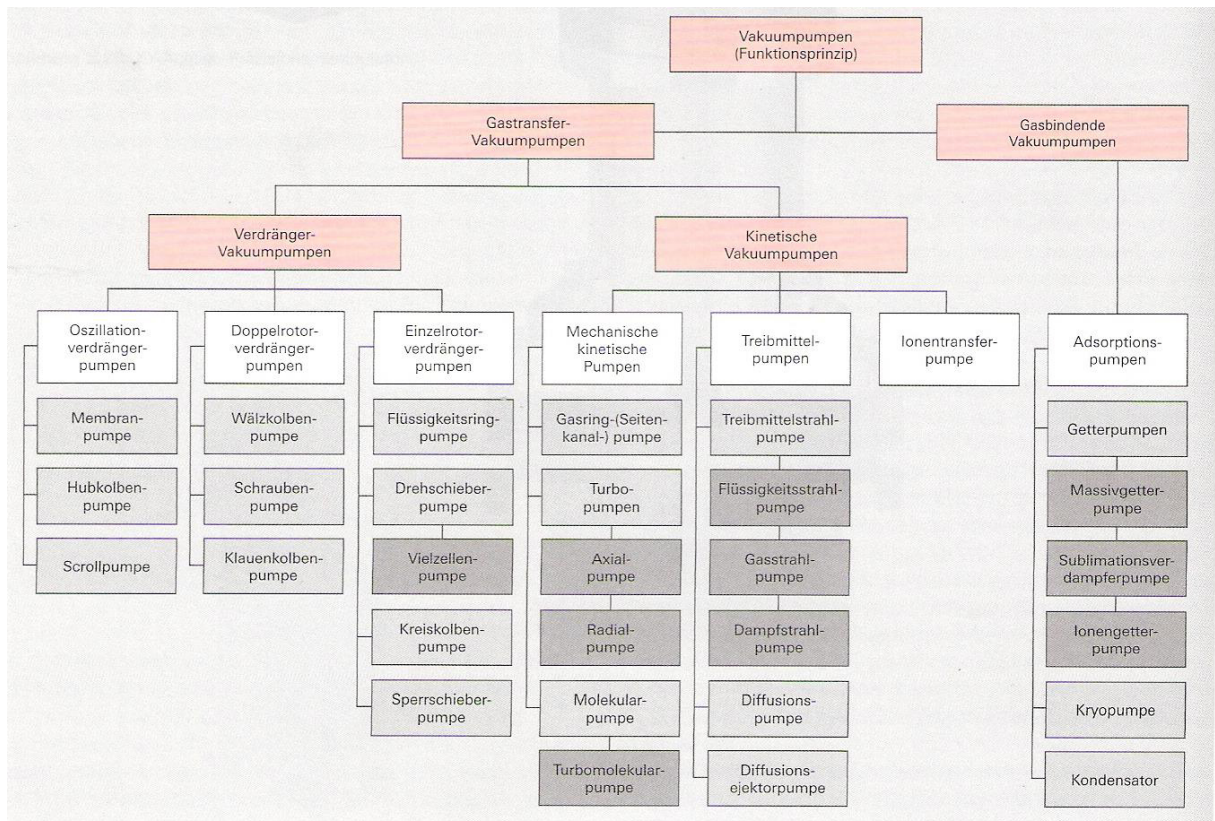 Vakuumpumpen
(Funktionsprinzip)
Gastransfer-
Vakuumpumpen
Gasbindende
Vakuumpumpen
Verdränger-
Vakuumpumpen
Kinetische
Vakuumpumpen
Oszillation-
verdränger-
pumpen
Membran-
pumpe
Hubkolben-
pumpe
Scrollpumpe
Doppelrotor-
verdränger-
pumpen
Wälzkolben-
pumpe
Schrauben-
pumpe
Klauenkolben-
pumpe
Einzelrotor-
verdränger-
pumpen
Flüssigkeitsring-
pumpe
Drehschieber-
pumpe
Vielzellen-
pumpe
Kreiskolben-
pumpe
Sperrschieber-
pumpe
Mechanische
kinetische
Pumpen
Gasring-(Seiten-
kanal-) pumpe
Turbo-
pumpen
Axial-
pumpe
Radial-
pumpe
Molekular-
pumpe
Turbomolekular-
pumpe
Treibmittel-
pumpen
Treibmittelstrahl-
pumpe
Flüssigkeitsstrahl-
pumpe
Gasstrahl-
pumpe
Dampfstrahl-
pumpe
Diffusions-
pumpe
Diffusions-
ejektorpumpe
Ionentransfer-
pumpe
Adsorptions-
pumpen
Getterpumpen
Massivgetter-
pumpe
Sublimationsver-
dampferpumpe
Ionengetter-
pumpe
Kryopumpe
Kondensator